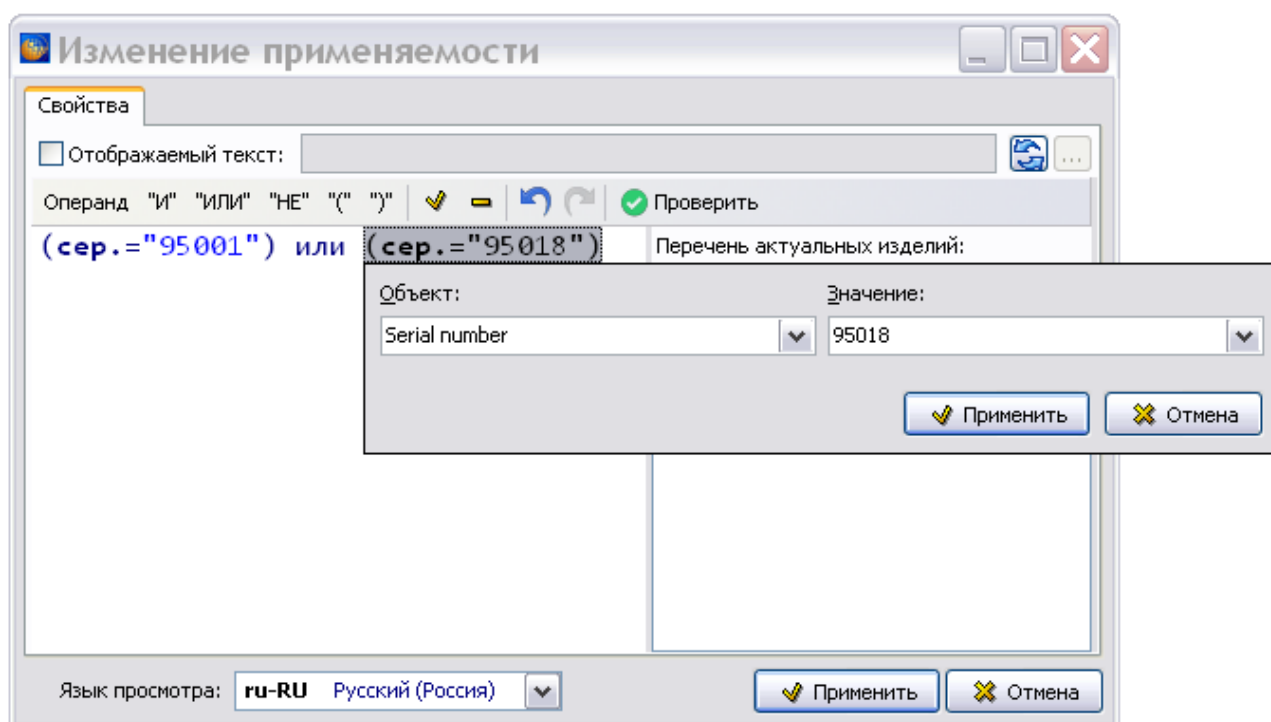 Изменение применяемости
Свойства
Отображаемый текст: ...
Операнд "И" "ИЛИ" "НЕ" "(" ")" Проверить
(сер.="95001") или (сер.="95018")
Перечень актуальных изделий:
Объект: Значение:
Serial number 95018
Применить Отмена
Язык просмотра: ru-RU Русский (Россия) Применить Отмена